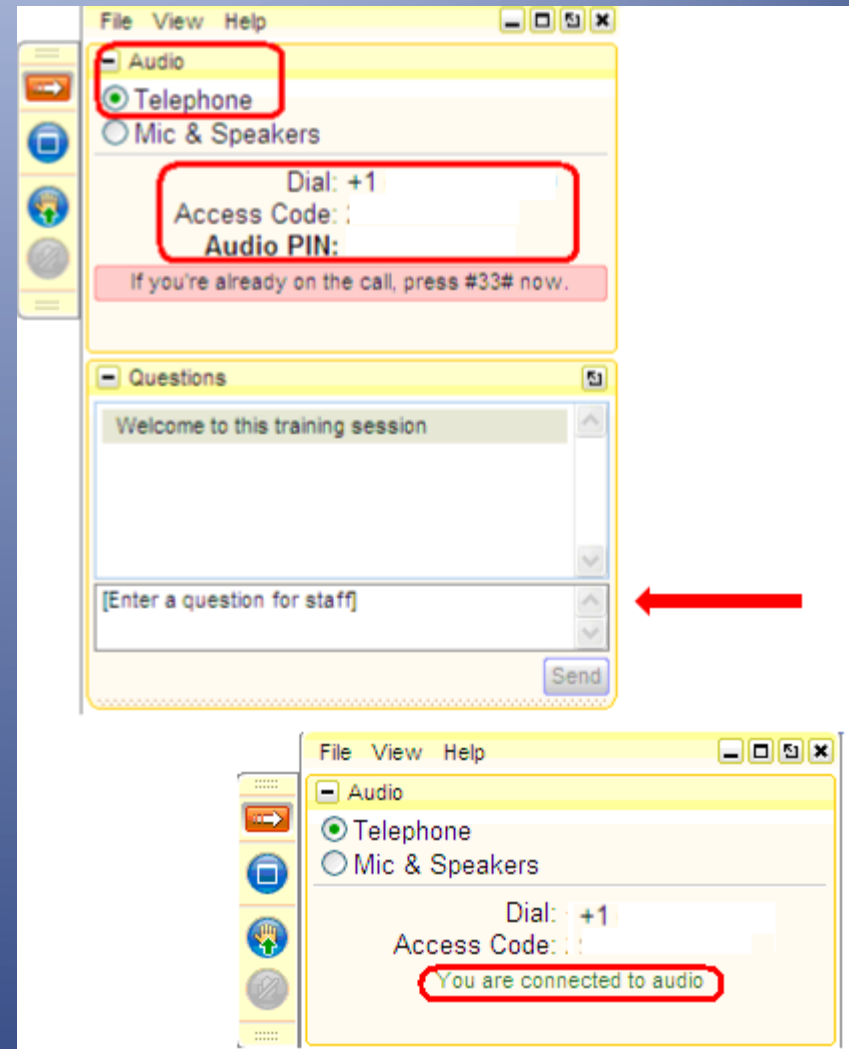 File View Help
Audio
Telephone
Mic & Speakers
Dial: +1
Access Code:
Audio PIN:
If you're already on the call, press #33# now.
Questions
Welcome to this training session
[Enter a question for staff]
Send
File View Help
Audio
Telephone
Mic & Speakers
Dial: +1
Access Code:
You are connected to audio